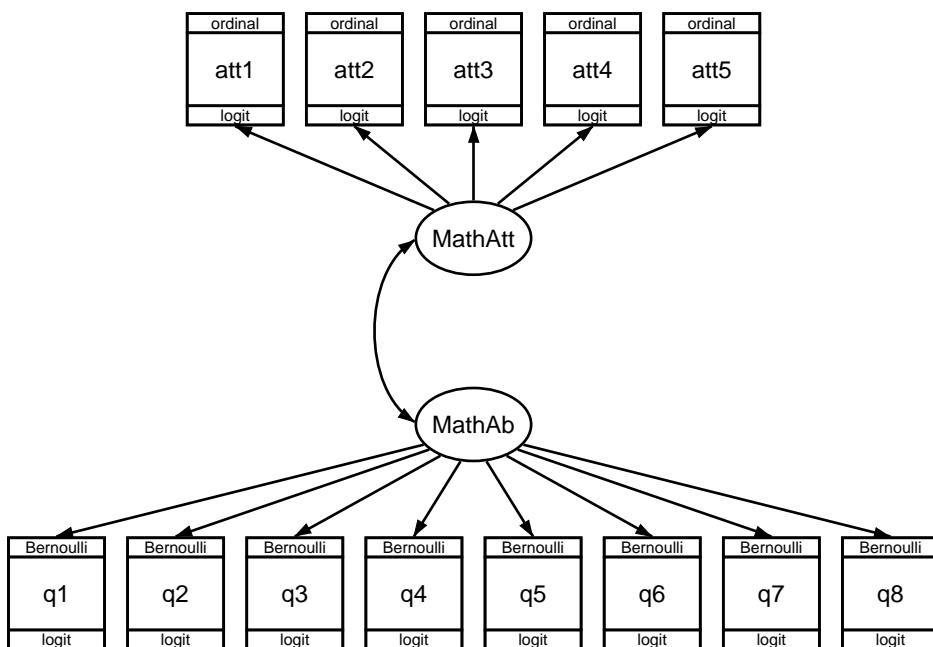 ordinal ordinal ordinal ordinal ordinal
att1 att2 att3 att4 att5
logit logit logit logit logit
MathAtt
MathAb
Bernoulli Bernoulli Bernoulli Bernoulli Bernoulli Bernoulli Bernoulli Bernoulli
q1 q2 q3 q4 q5 q6 q7 q8
logit logit logit logit logit logit logit logit